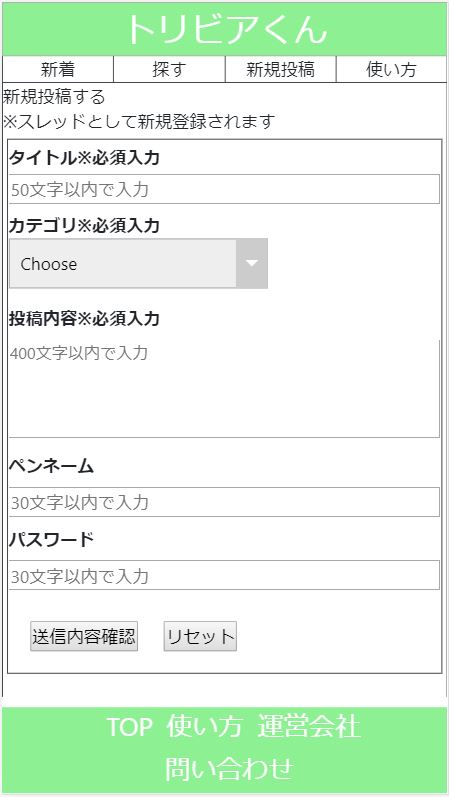 トリビアくん
新着 探す 新規投稿 使い方
新規投稿する
※スレッドとして新規登録されます
タイトル※必須入力
50文字以内で入力
カテゴリ※必須入力
Choose
投稿内容※必須入力
400文字以内で入力
ペンネーム
30文字以内で入力
パスワード
30文字以内で入力
送信内容確認 リセット
TOP 使い方 運営会社
問い合わせ